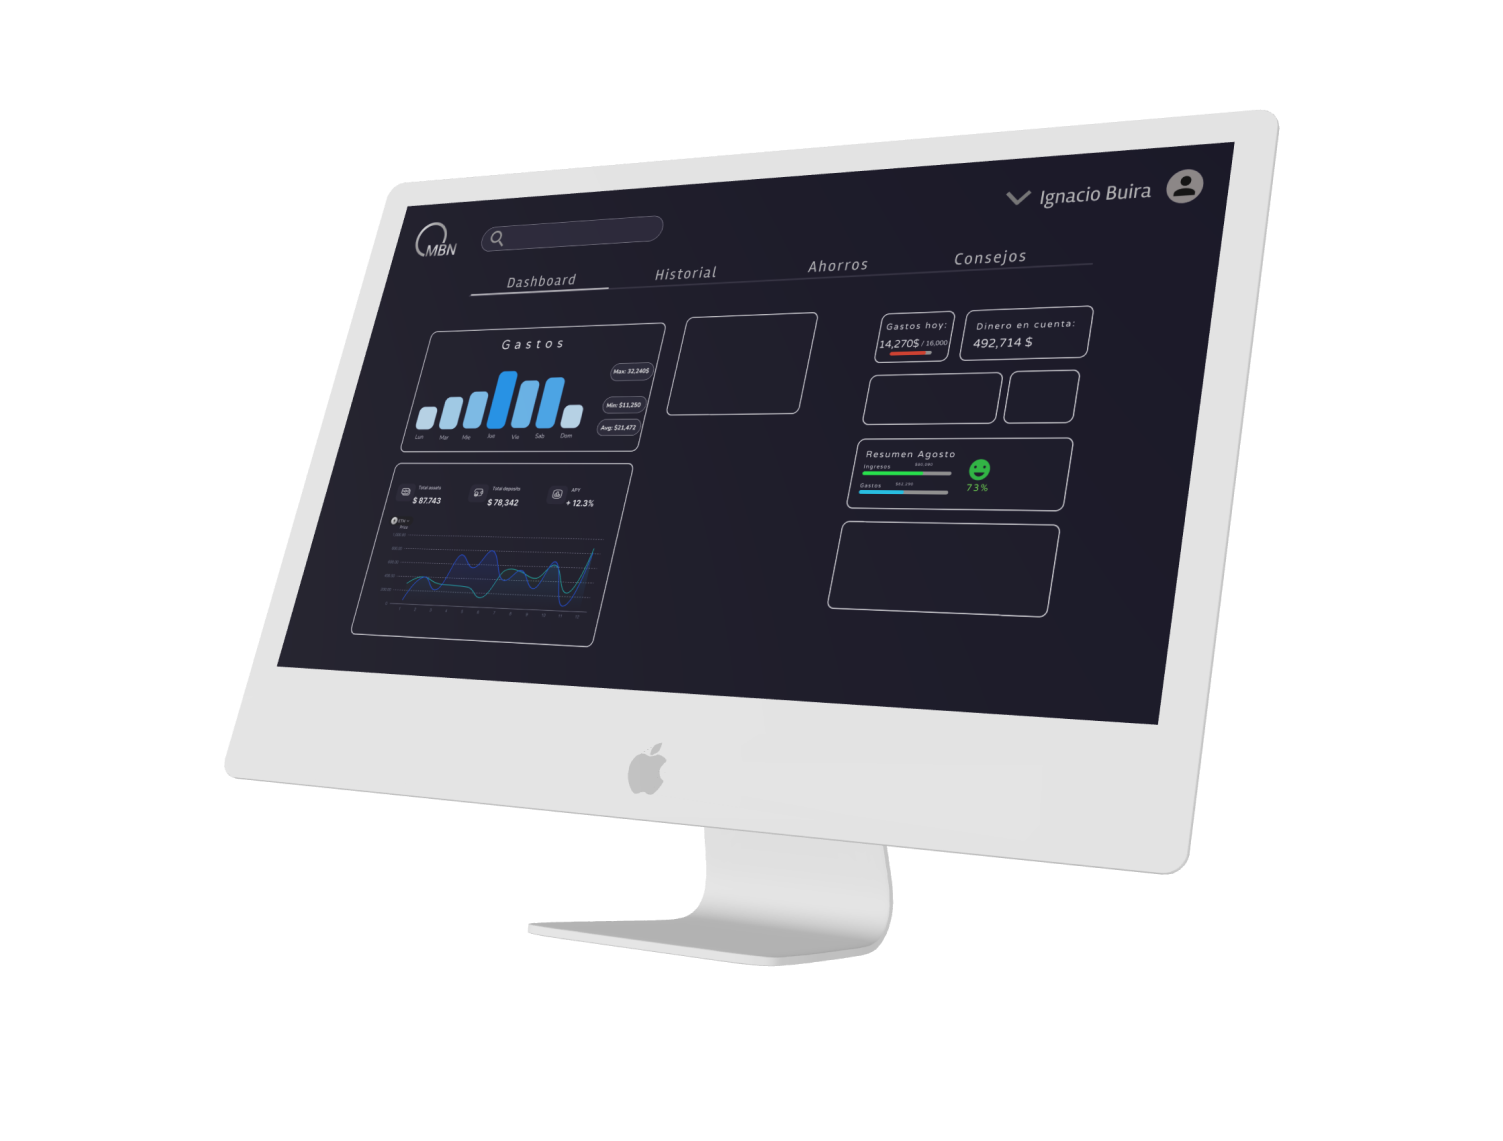 MBN
Ignacio Buira
Dashboard
Historial
Ahorros
Consejos
Gastos
Max: 32,240$
Min: $11,250
Avg: $21,472
Lun
Mar
Mie
Jue
Vie
Sab
Dom
Total assets
$ 87.743
Total deposits
$ 78,342
APY
+ 12.3%
Gastos hoy:
14,270$ / 16,000
Dinero en cuenta:
492,714 $
Resumen Agosto
Ingresos
Gastos
73%